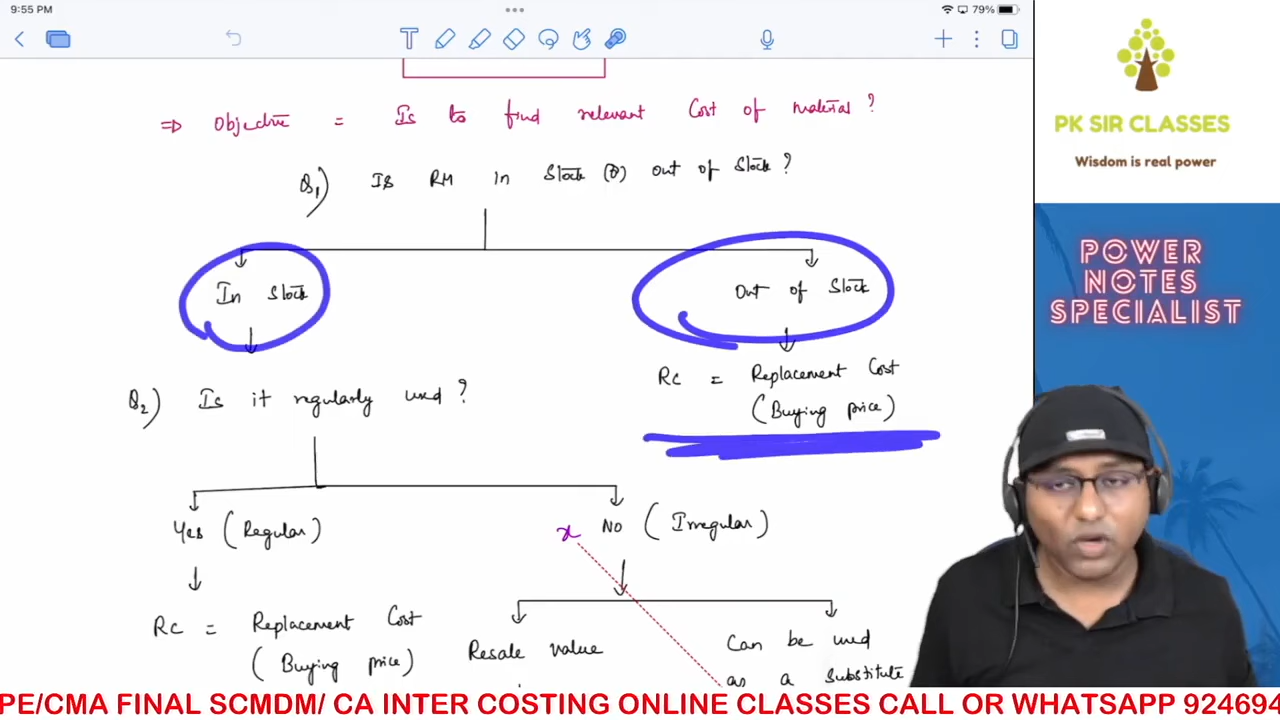 9:55 PM
79%
⇒ Objective = Is to find relevant Cost of material ?
Q1) Is RM in Stock (or) Out of Stock ?
In Stock
Out of Stock
RC = Replacement Cost
(Buying price)
Q2) Is it regularly used ?
Yes (Regular)
x No (Irregular)
RC = Replacement Cost
(Buying price)
Resale value
Can be used
as a Substitute
PK SIR CLASSES
Wisdom is real power
POWER
NOTES
SPECIALIST
PE/CMA FINAL SCMDM/ CA INTER COSTING ONLINE CLASSES CALL OR WHATSAPP 924694